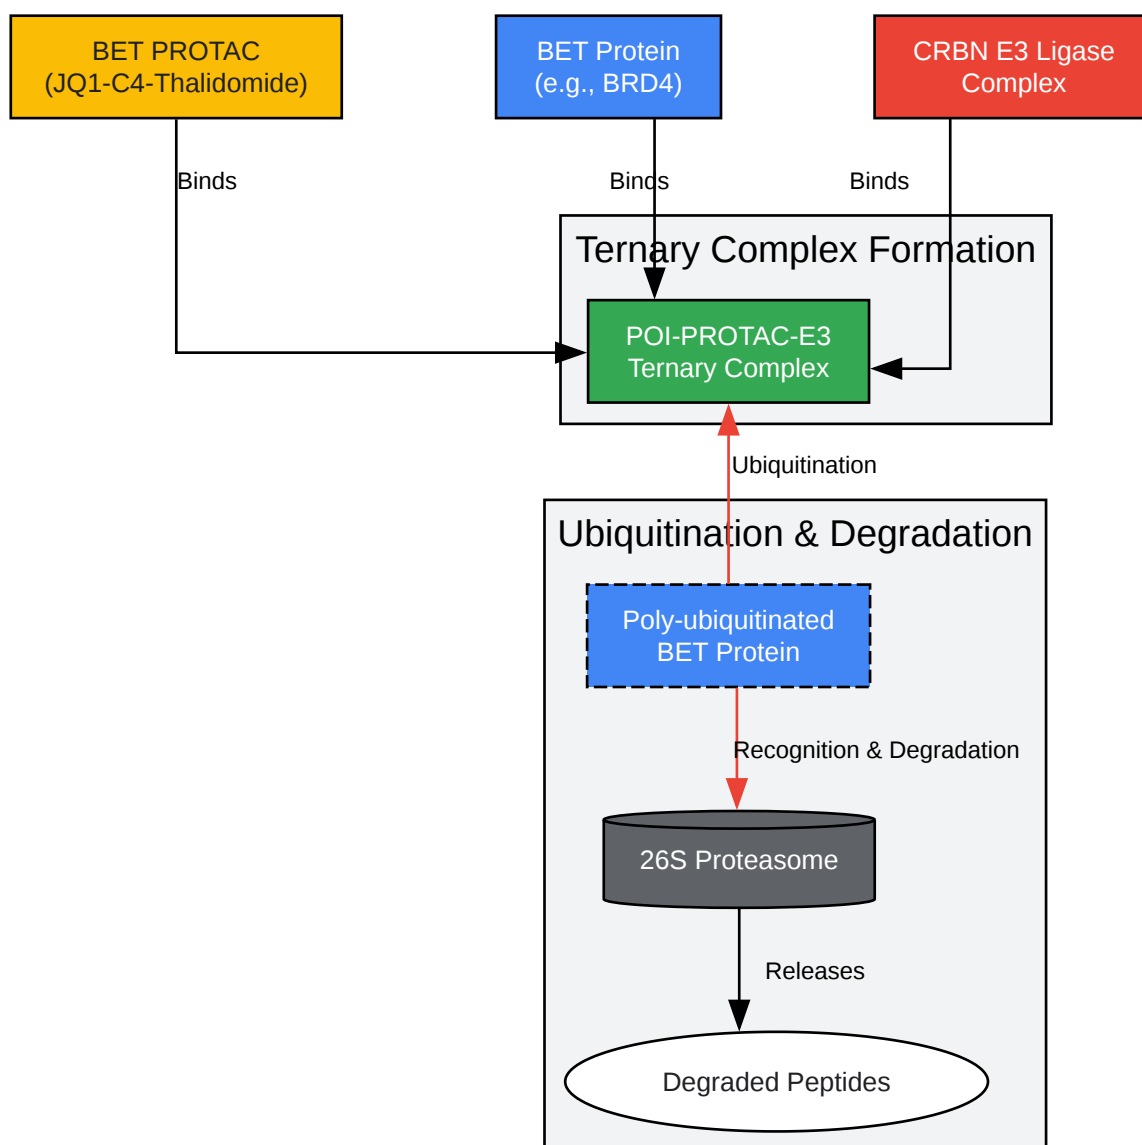 BET PROTAC
(JQ1-C4-Thalidomide)
BET Protein
(e.g., BRD4)
CRBN E3 Ligase
Complex
Binds
Binds
Binds
Ternary Complex Formation
POI-PROTAC-E3
Ternary Complex
Ubiquitination
Ubiquitination & Degradation
Poly-ubiquitinated
BET Protein
Recognition & Degradation
26S Proteasome
Releases
Degraded Peptides